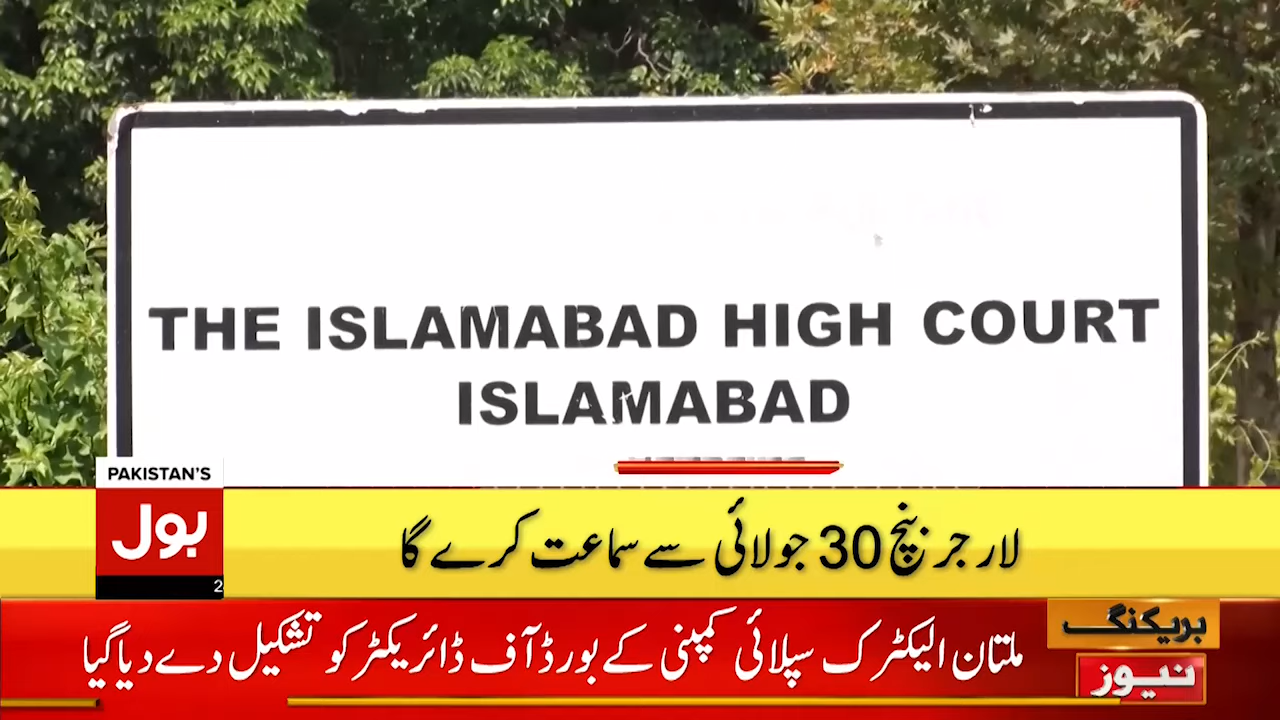 THE ISLAMABAD HIGH COURT
ISLAMABAD
PAKISTAN'S
بول
2
لارجر بنچ 30 جولائی سے سماعت کرے گا
بریکنگ
نیوز
ملتان الیکٹرک سپلائی کمپنی کے بورڈ آف ڈائریکٹر کو تشکیل دے دیا گیا